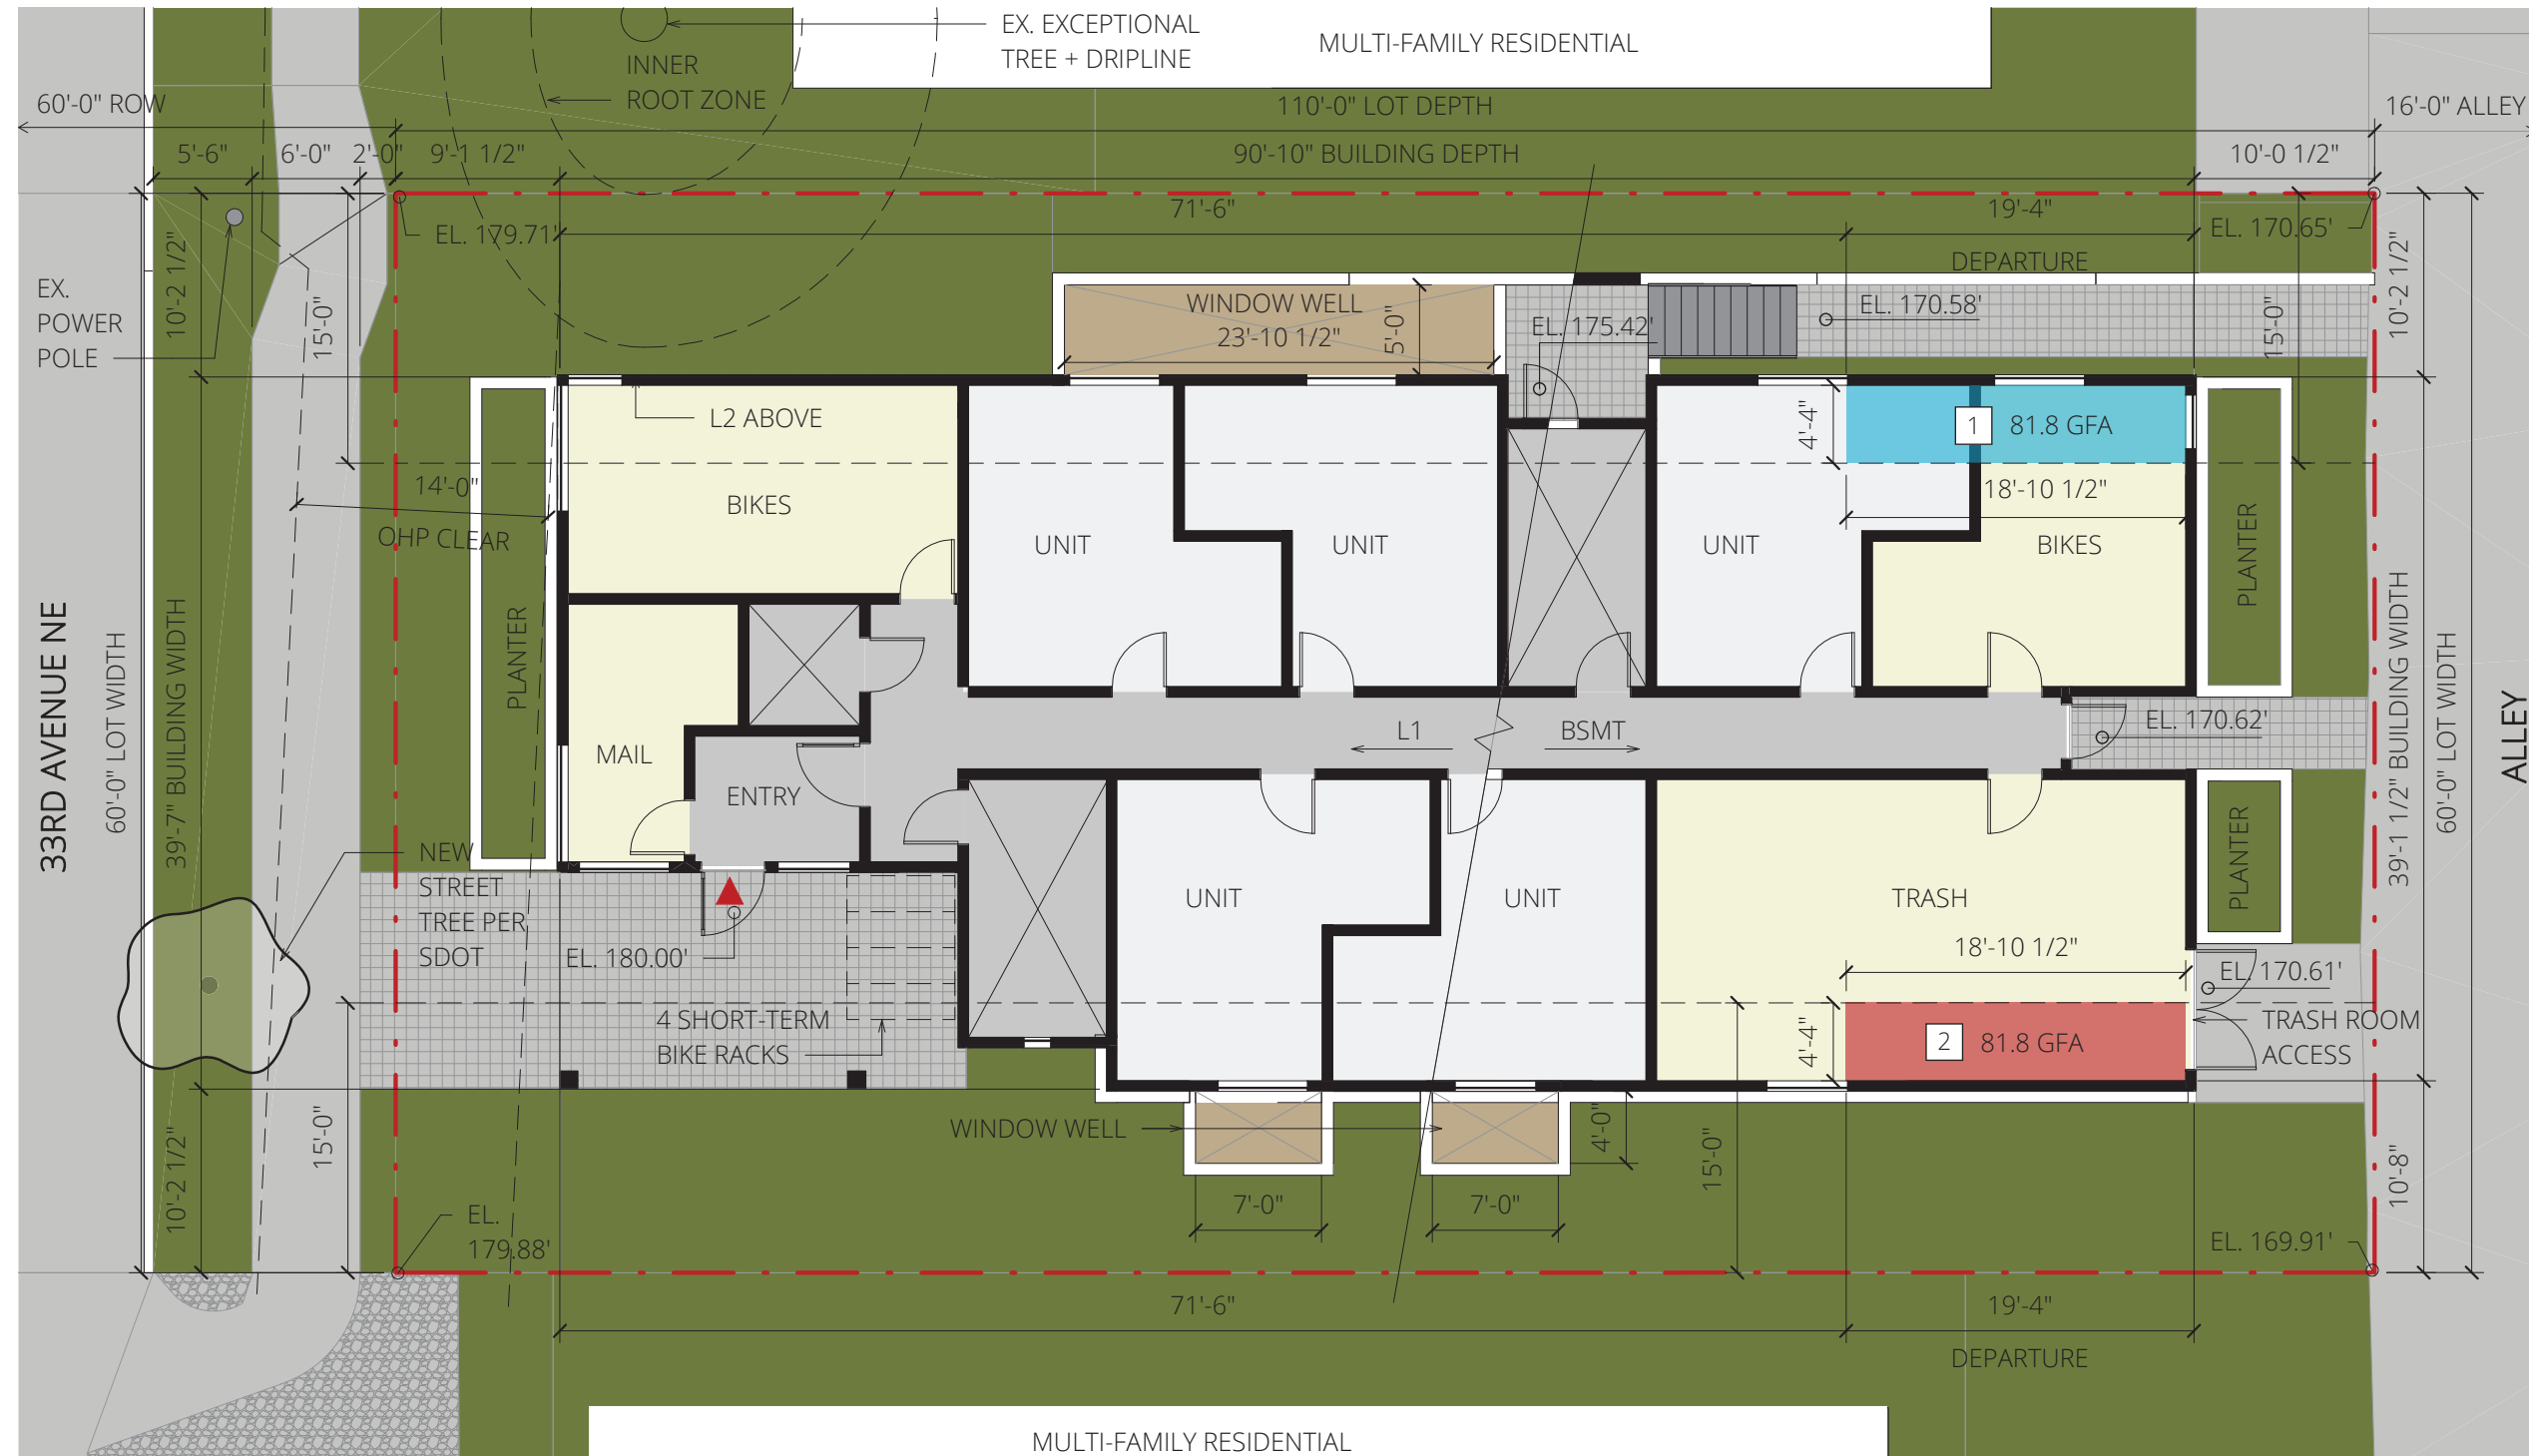 EX. EXCEPTIONAL
TREE + DRIPLINE
MULTI-FAMILY RESIDENTIAL
INNER
ROOT ZONE
60'-0" ROW
110'-0" LOT DEPTH
16'-0" ALLEY
5'-6"
6'-0"
2'-0"
9'-1 1/2"
90'-10" BUILDING DEPTH
10'-0 1/2"
71'-6"
19'-4"
EL. 179.71'
EL. 170.65'
DEPARTURE
10'-2 1/2"
15'-0"
EX.
POWER
POLE
WINDOW WELL
23'-10 1/2"
5'-0"
EL. 175.42'
EL. 170.58'
15'-0"
10'-2 1/2"
L2 ABOVE
4'-4"
1
81.8 GFA
14'-0"
OHP CLEAR
BIKES
18'-10 1/2"
UNIT
UNIT
UNIT
BIKES
PLANTER
33RD AVENUE NE
60'-0" LOT WIDTH
39'-7" BUILDING WIDTH
PLANTER
39'-1 1/2" BUILDING WIDTH
60'-0" LOT WIDTH
ALLEY
MAIL
L1
BSMT
EL. 170.62'
ENTRY
NEW
STREET
TREE PER
SDOT
EL. 180.00'
UNIT
UNIT
TRASH
PLANTER
18'-10 1/2"
EL. 170.61'
4 SHORT-TERM
BIKE RACKS
4'-4"
2
81.8 GFA
TRASH ROOM
ACCESS
WINDOW WELL
4'-0"
15'-0"
10'-2 1/2"
15'-0"
10'-8"
7'-0"
7'-0"
EL.
179.88'
EL. 169.91'
71'-6"
19'-4"
DEPARTURE
MULTI-FAMILY RESIDENTIAL